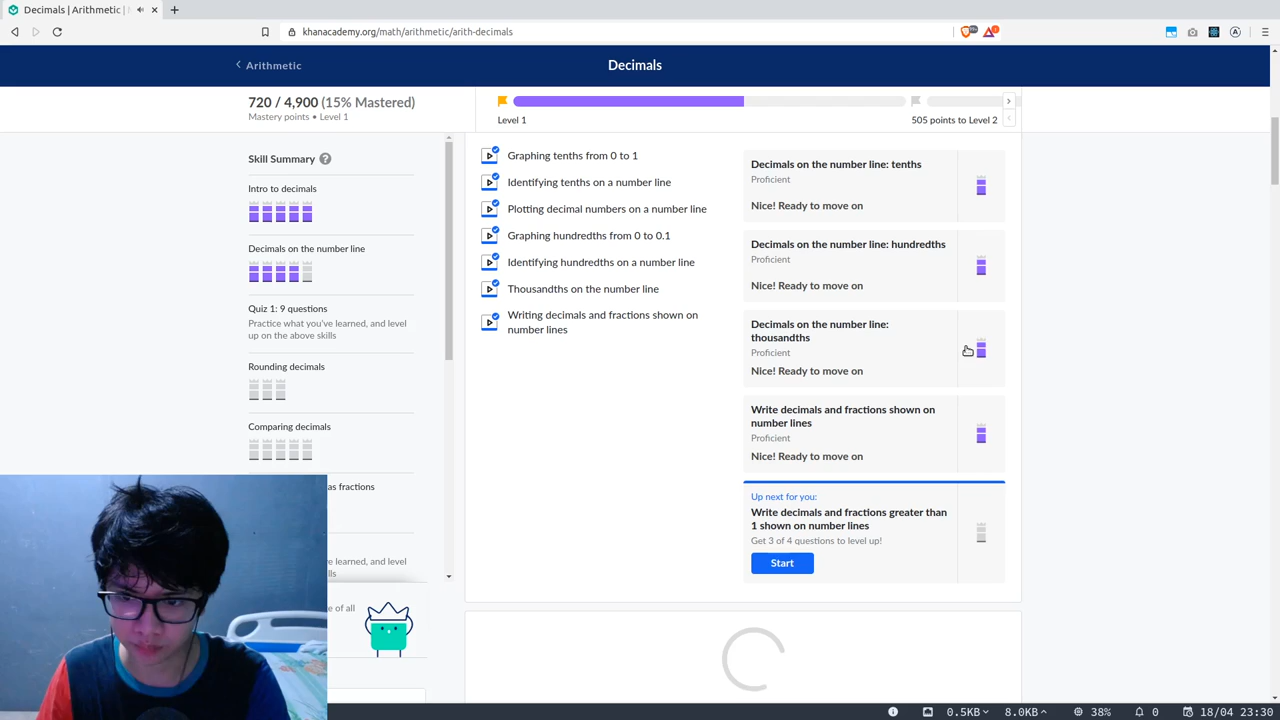 Decimals | Arithmetic |
khanacademy.org/math/arithmetic/arith-decimals
Arithmetic
Decimals
720 / 4,900 (15% Mastered)
Mastery points • Level 1
Level 1
505 points to Level 2
Skill Summary ?
Intro to decimals
Decimals on the number line
Quiz 1: 9 questions
Practice what you've learned, and level
up on the above skills
Rounding decimals
Comparing decimals
as fractions
've learned, and level
lls
e of all
Graphing tenths from 0 to 1
Identifying tenths on a number line
Plotting decimal numbers on a number line
Graphing hundredths from 0 to 0.1
Identifying hundredths on a number line
Thousandths on the number line
Writing decimals and fractions shown on
number lines
Decimals on the number line: tenths
Proficient
Nice! Ready to move on
Decimals on the number line: hundredths
Proficient
Nice! Ready to move on
Decimals on the number line:
thousandths
Proficient
Nice! Ready to move on
Write decimals and fractions shown on
number lines
Proficient
Nice! Ready to move on
Up next for you:
Write decimals and fractions greater than
1 shown on number lines
Get 3 of 4 questions to level up!
Start
0.5KB
8.0KB
38%
0
18/04 23:30